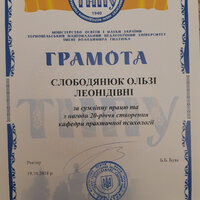 ТНПУ
1940
МІНІСТЕРСТВО ОСВІТИ І НАУКИ УКРАЇНИ
ТЕРНОПІЛЬСЬКИЙ НАЦІОНАЛЬНИЙ ПЕДАГОГІЧНИЙ УНІВЕРСИТЕТ
ІМЕНІ ВОЛОДИМИРА ГНАТЮКА
ГРАМОТА
СЛОБОДЯНЮК ОЛЬЗІ
ЛЕОНІДІВНІ
за сумлінну працю та
з нагоди 20-річчя створення
кафедри практичної психології
Ректор
Б.Б. Буяк